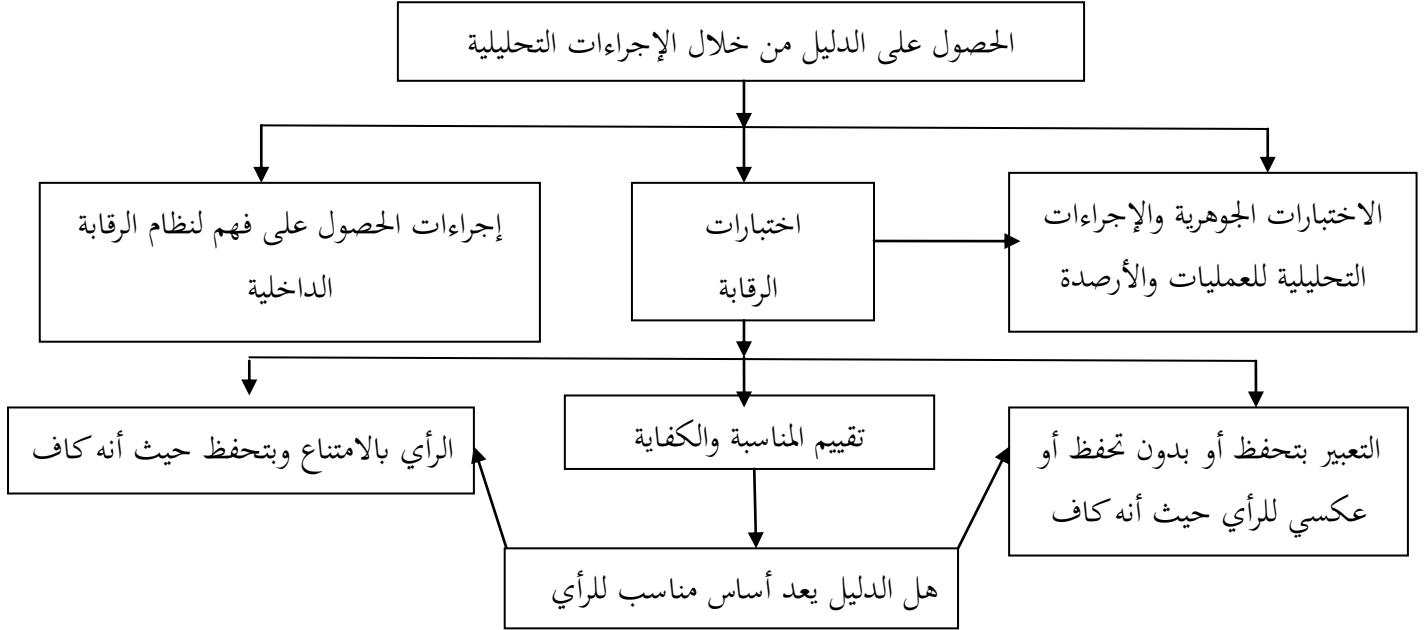 الحصول على الدليل من خلال الإجراءات التحليلية
الاختبارات الجوهرية والإجراءات
التحليلية للعمليات والأرصدة
اختبارات
الرقابة
إجراءات الحصول على فهم لنظام الرقابة
الداخلية
التعبير بتحفظ أو بدون تحفظ أو
عكسي للرأي حيث أنه كاف
تقييم المناسبة والكفاية
الرأي بالامتناع وبتحفظ حيث أنه كاف
هل الدليل يعد أساس مناسب للرأي